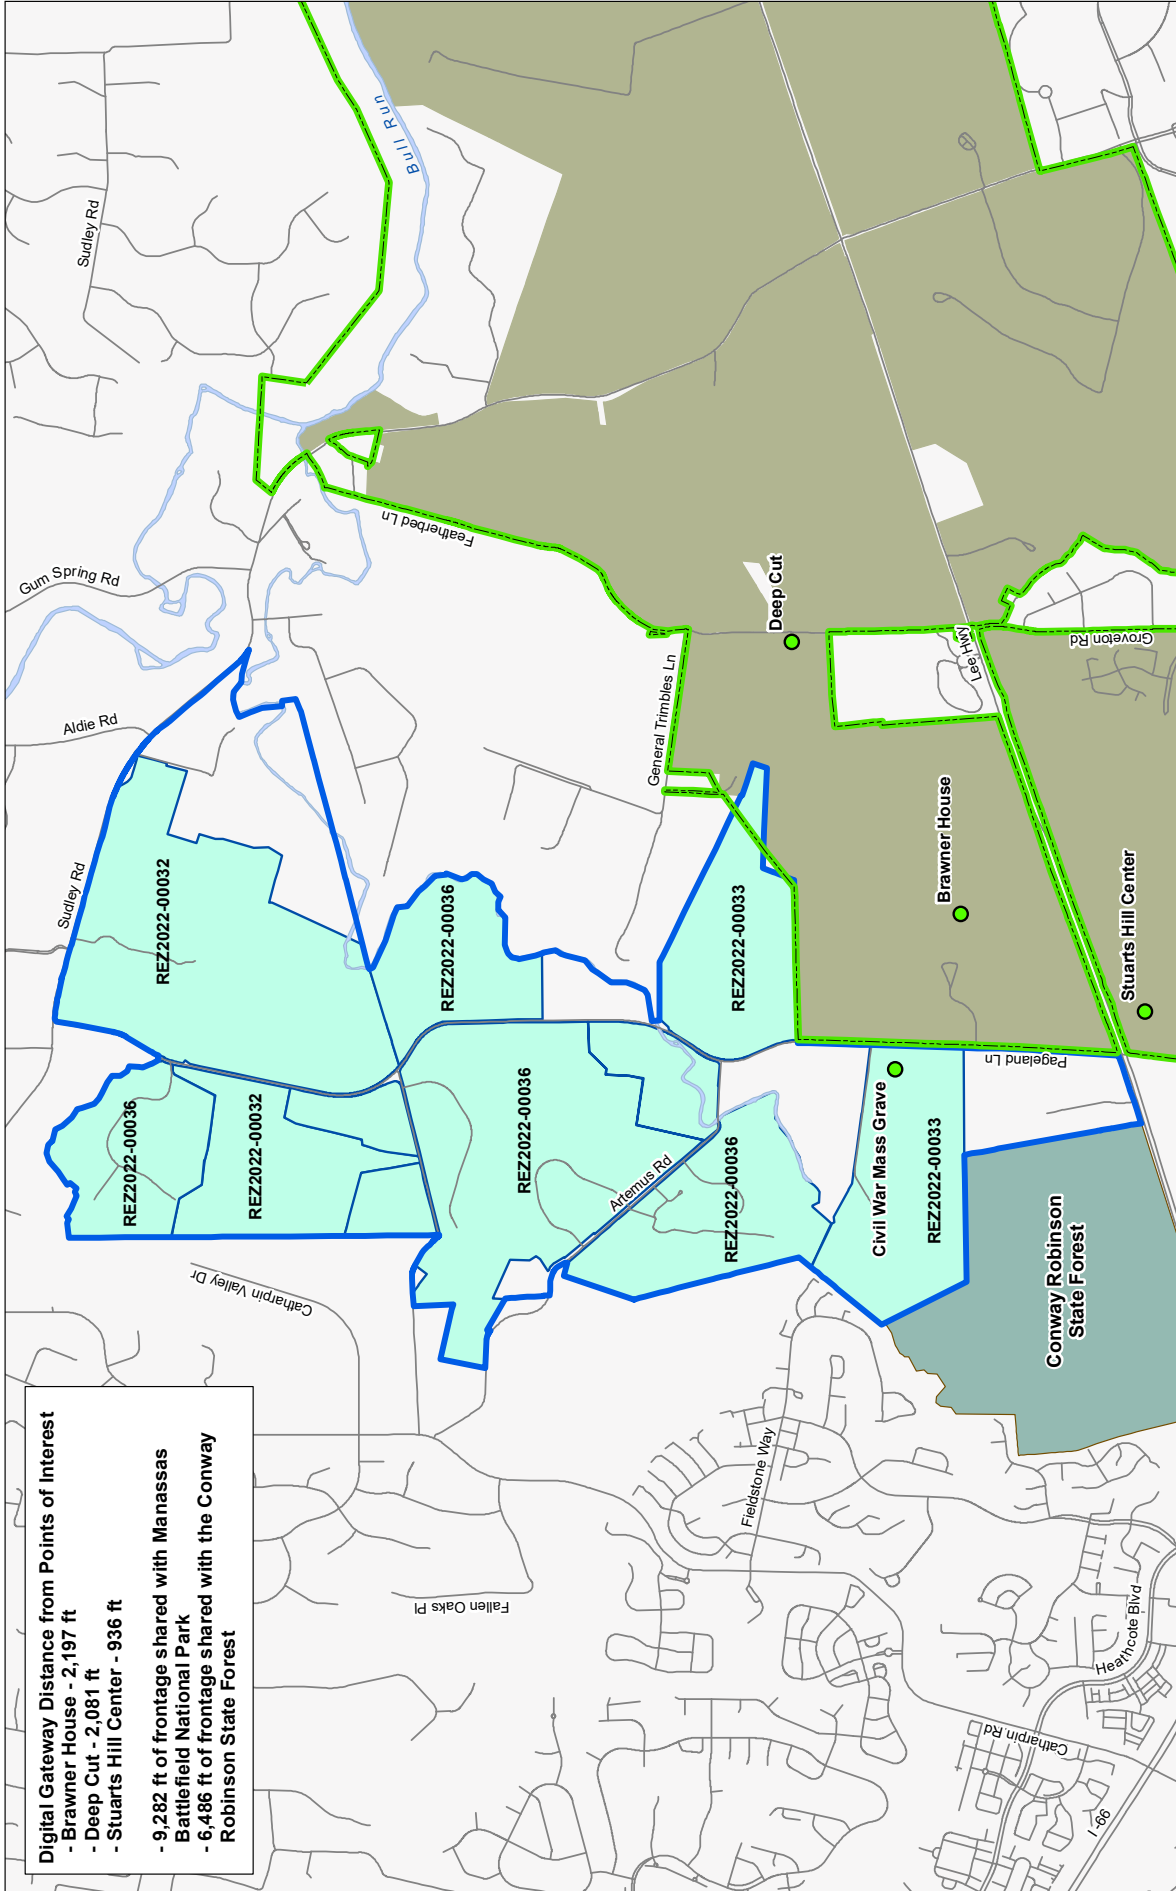 Digital Gateway Distance from Points of Interest
- Brawner House - 2,197 ft
- Deep Cut - 2,081 ft
- Stuarts Hill Center - 936 ft
- 9,282 ft of frontage shared with Manassas
Battlefield National Park
- 6,486 ft of frontage shared with the Conway
Robinson State Forest
Sudley Rd
Bull Run
Gum Spring Rd
Featherbed Ln
Aldie Rd
Sudley Rd
General Trimbles Ln
Deep Cut
Lee Hwy
Groveton Rd
REZ2022-00032
REZ2022-00036
REZ2022-00033
Brawner House
Stuarts Hill Center
Pageland Ln
REZ2022-00036
REZ2022-00032
REZ2022-00036
Artemus Rd
REZ2022-00036
Civil War Mass Grave
REZ2022-00033
Conway Robinson
State Forest
Catharpin Valley Dr
Fieldstone Way
Fallen Oaks Pl
Heathcote Blvd
Catharpin Rd
I-66